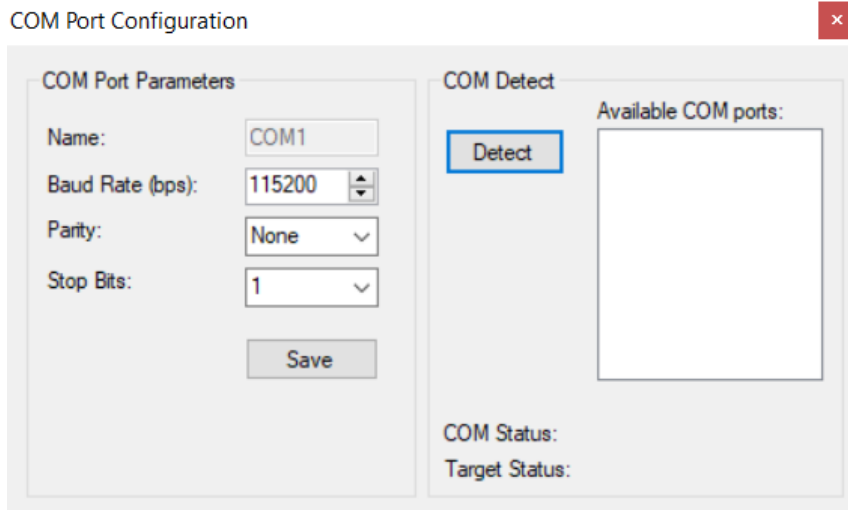 COM Port Configuration
COM Port Parameters
Name:
COM1
Baud Rate (bps):
115200
Parity:
None
Stop Bits:
1
Save
COM Detect
Detect
Available COM ports:
COM Status:
Target Status: